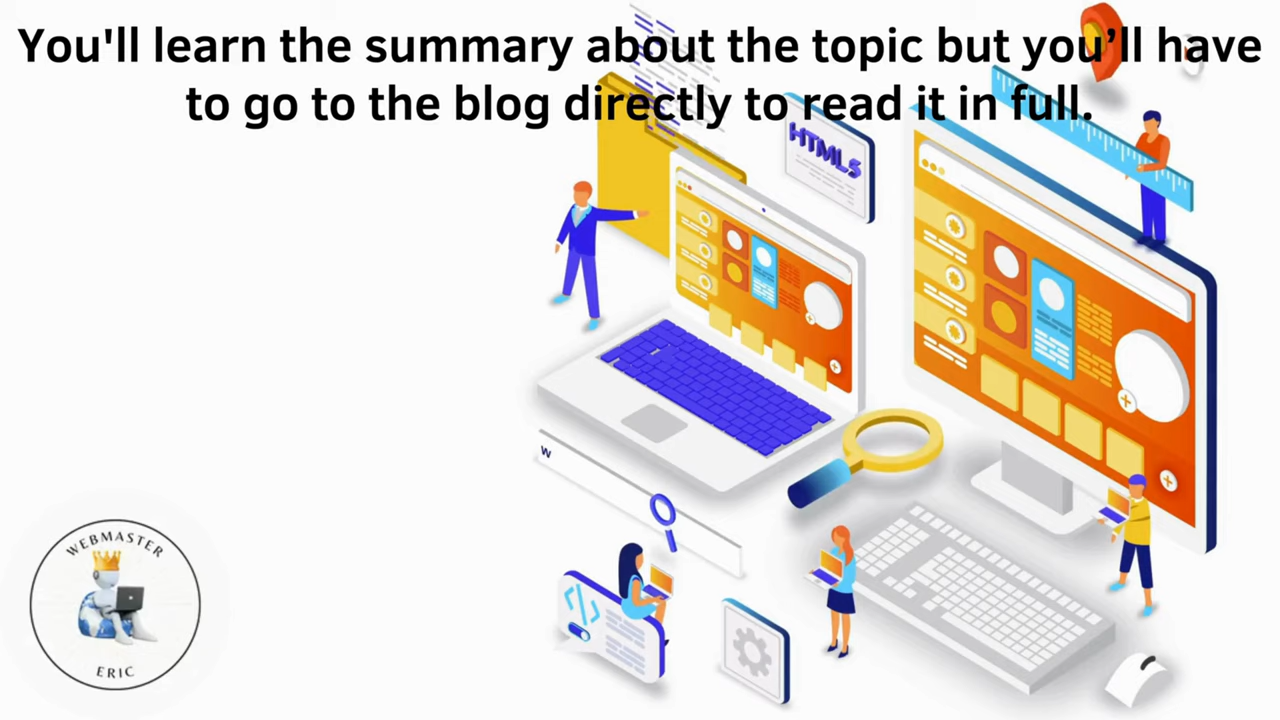 You'll learn the summary about the topic but you’ll have
to go to the blog directly to read it in full.
HTML5
W
</>
WEBMASTER
ERIC